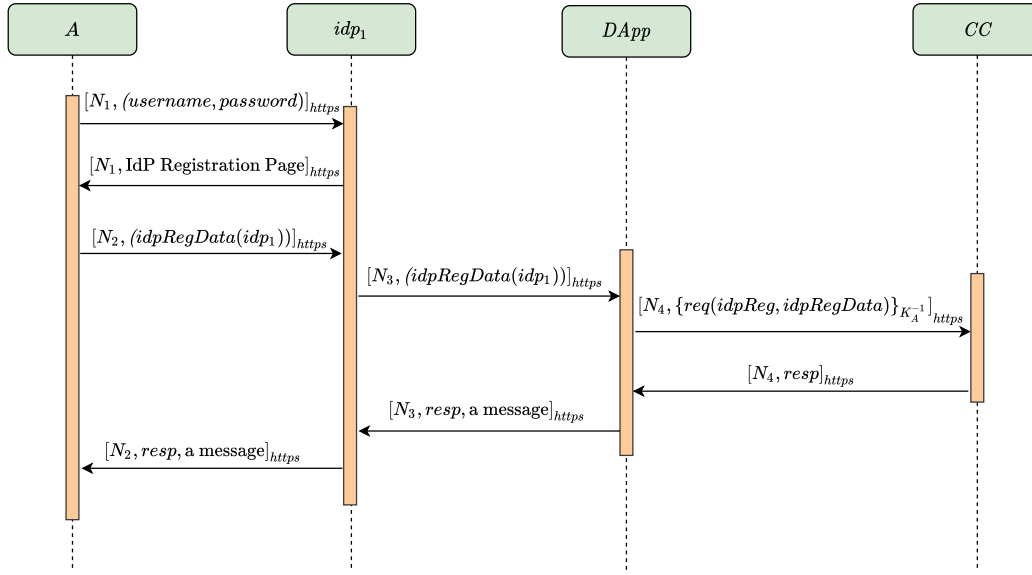 A
idp₁
DApp
CC
[N₁, (username, password)]https
[N₁, IdP Registration Page]https
[N₂, (idpRegData(idp₁))]https
[N₃, (idpRegData(idp₁))]https
[N₄, {req(idpReg, idpRegData)}K_A^{-1}]https
[N₄, resp]https
[N₃, resp, a message]https
[N₂, resp, a message]https